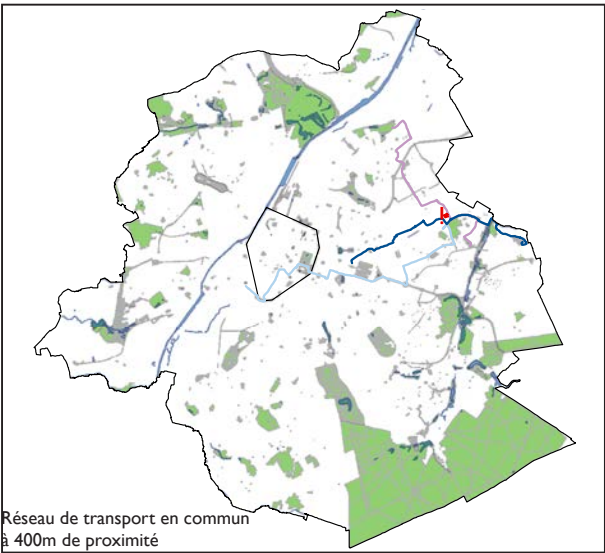 Réseau de transport en commun
à 400m de proximité